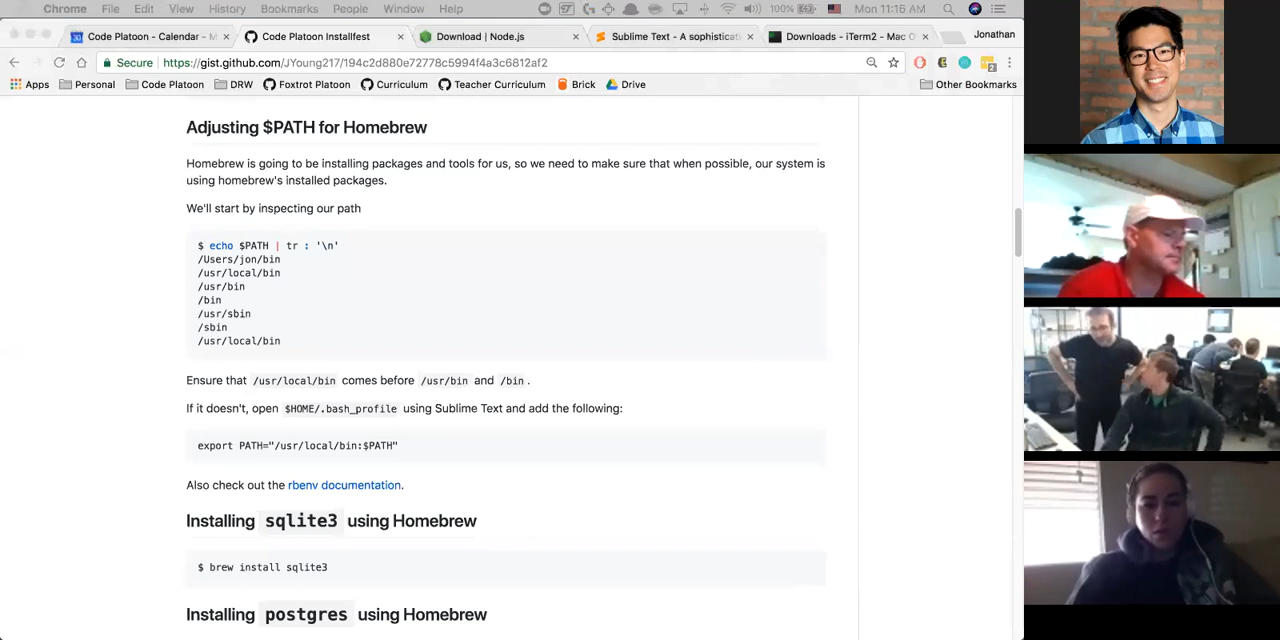 Chrome File Edit View History Bookmarks People Window Help 100% Mon 11:16 AM
Code Platoon - Calendar - M Code Platoon Installfest Download | Node.js Sublime Text - A sophisticat Downloads - iTerm2 - Mac O Jonathan
Secure https://gist.github.com/JYoung217/194c2d880e72778c5994f4a3c6812af2
Apps Personal Code Platoon DRW Foxtrot Platoon Curriculum Teacher Curriculum Brick Drive Other Bookmarks
Adjusting $PATH for Homebrew
Homebrew is going to be installing packages and tools for us, so we need to make sure that when possible, our system is
using homebrew's installed packages.
We'll start by inspecting our path
$ echo $PATH | tr : '\n'
/Users/jon/bin
/usr/local/bin
/usr/bin
/bin
/usr/sbin
/sbin
/usr/local/bin
Ensure that /usr/local/bin comes before /usr/bin and /bin .
If it doesn't, open $HOME/.bash_profile using Sublime Text and add the following:
export PATH="/usr/local/bin:$PATH"
Also check out the rbenv documentation.
Installing sqlite3 using Homebrew
$ brew install sqlite3
Installing postgres using Homebrew